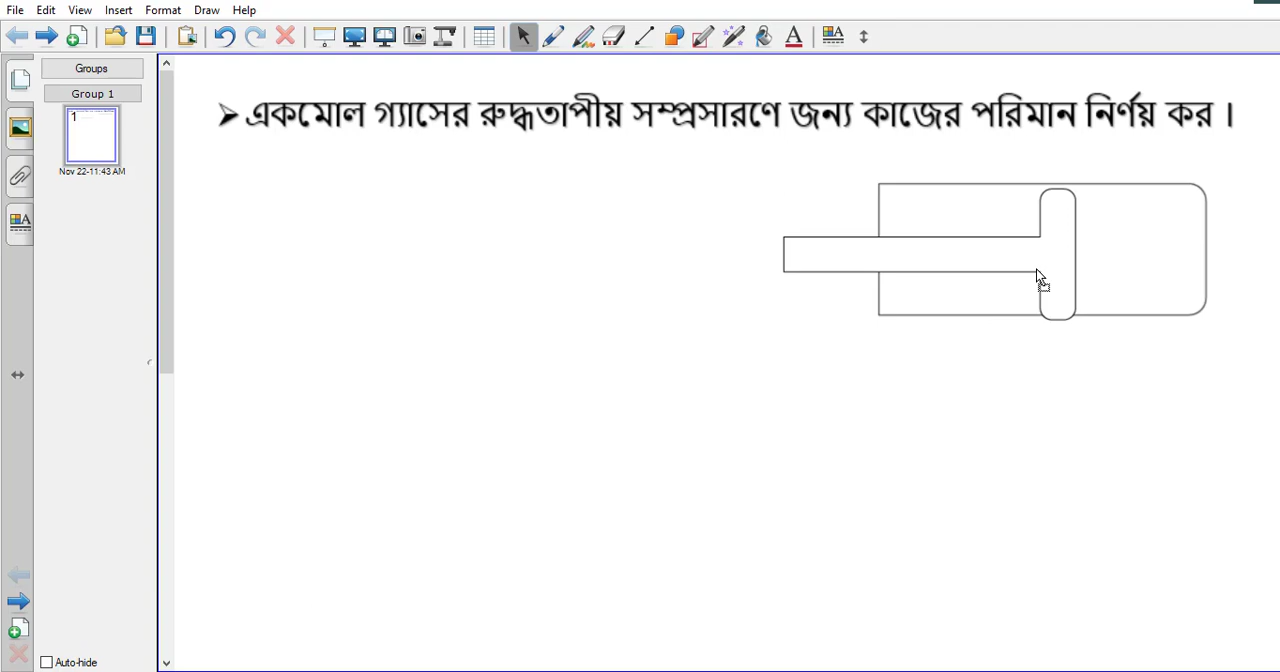 File Edit View Insert Format Draw Help
Groups
Group 1
1
Nov 22-11:43 AM
➢ একমোল গ্যাসের রুদ্ধতাপীয় সম্প্রসারণে জন্য কাজের পরিমান নির্ণয় কর ।
Auto-hide